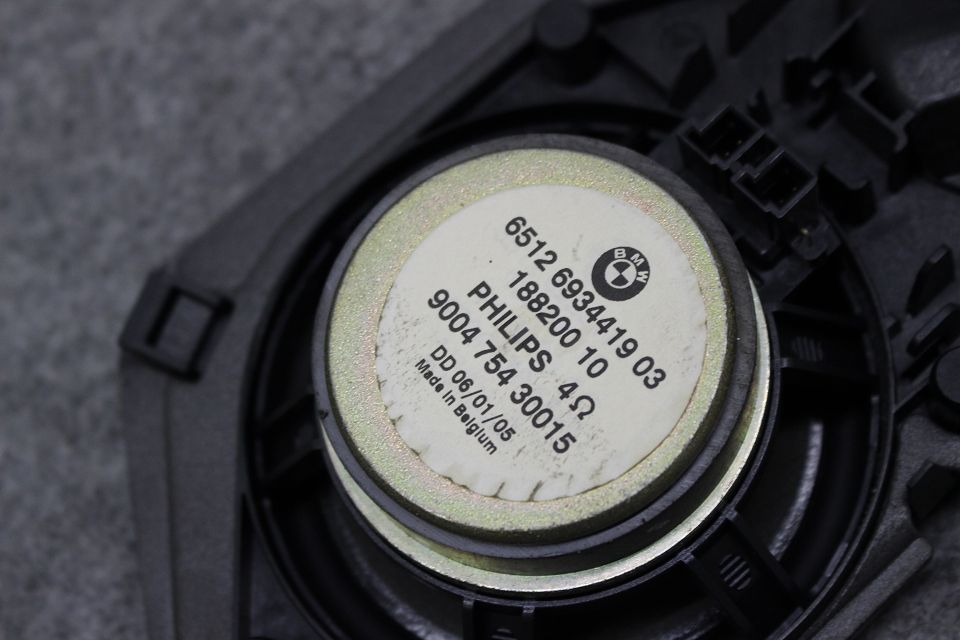 BMW
6512 6934419 03
188200 10
PHILIPS 4Ω
9004 754 30015
DD 06/01/05
Made in Belgium